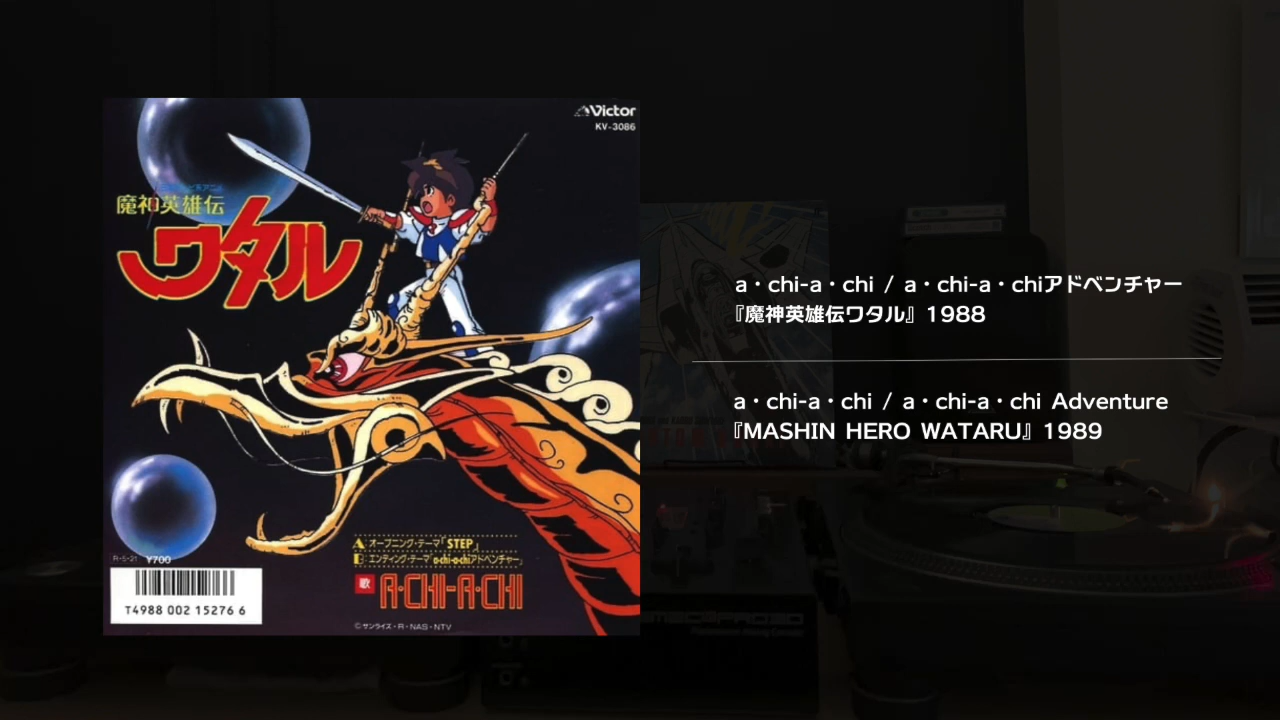 Victor
KV-3086
魔神英雄伝
ワタル
A オープニング・テーマ「STEP」
B:エンディング・テーマ「a・chi-a・chiアドベンチャー」
歌 A・CHI-A・CHI
R-5-21 ¥700
T4988 002 15276 6
©サンライズ・R・NAS・NTV
a・chi-a・chi / a・chi-a・chiアドベンチャー
『魔神英雄伝ワタル』1988
a・chi-a・chi / a・chi-a・chi Adventure
『MASHIN HERO WATARU』1989